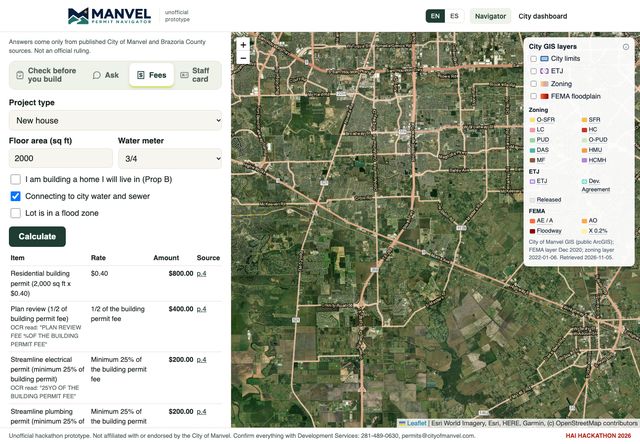 MANVEL
PERMIT NAVIGATOR
unofficial
prototype
EN ES
Navigator
City dashboard
Answers come only from published City of Manvel and Brazoria County
sources. Not an official ruling.
Check before
you build
Ask
Fees
Staff
card
Project type
New house
Floor area (sq ft)
Water meter
2000
3/4
I am building a home I will live in (Prop B)
Connecting to city water and sewer
Lot is in a flood zone
Calculate
Item Rate Amount Source
Residential building $0.40 $800.00 p.4
permit (2,000 sq ft x
$0.40)
Plan review (1/2 of 1/2 of the building $400.00 p.4
building permit fee) permit fee
OCR read: "PLAN REVIEW
FEE %OF THE BUILDING
PERMIT FEE"
Streamline electrical Minimum 25% of $200.00 p.4
permit (minimum 25% of the building permit
building permit) fee
OCR read: "25YO OF THE
BUILDING PERMIT FEE"
Streamline plumbing Minimum 25% of $200.00 p.4
permit (minimum 25% of the building permit
+
−
City GIS layers
City limits
ETJ
Zoning
FEMA floodplain
Zoning
O-SFR SFR
LC HC
PUD O-PUD
DAS HMU
MF HCMH
ETJ
ETJ Dev.
Agreement
Released
FEMA
AE / A AO
Floodway X 0.2%
City of Manvel GIS (public ArcGIS);
FEMA layer Dec 2020; zoning layer
2022-01-06. Retrieved 2026-11-05.
Leaflet | Esri World Imagery, Esri, HERE, Garmin, (c) OpenStreetMap contributors
Unofficial hackathon prototype. Not affiliated with or endorsed by the City of Manvel. Confirm everything with Development Services: 281-489-0630, permits@cityofmanvel.com.
HAI HACKATHON 2026